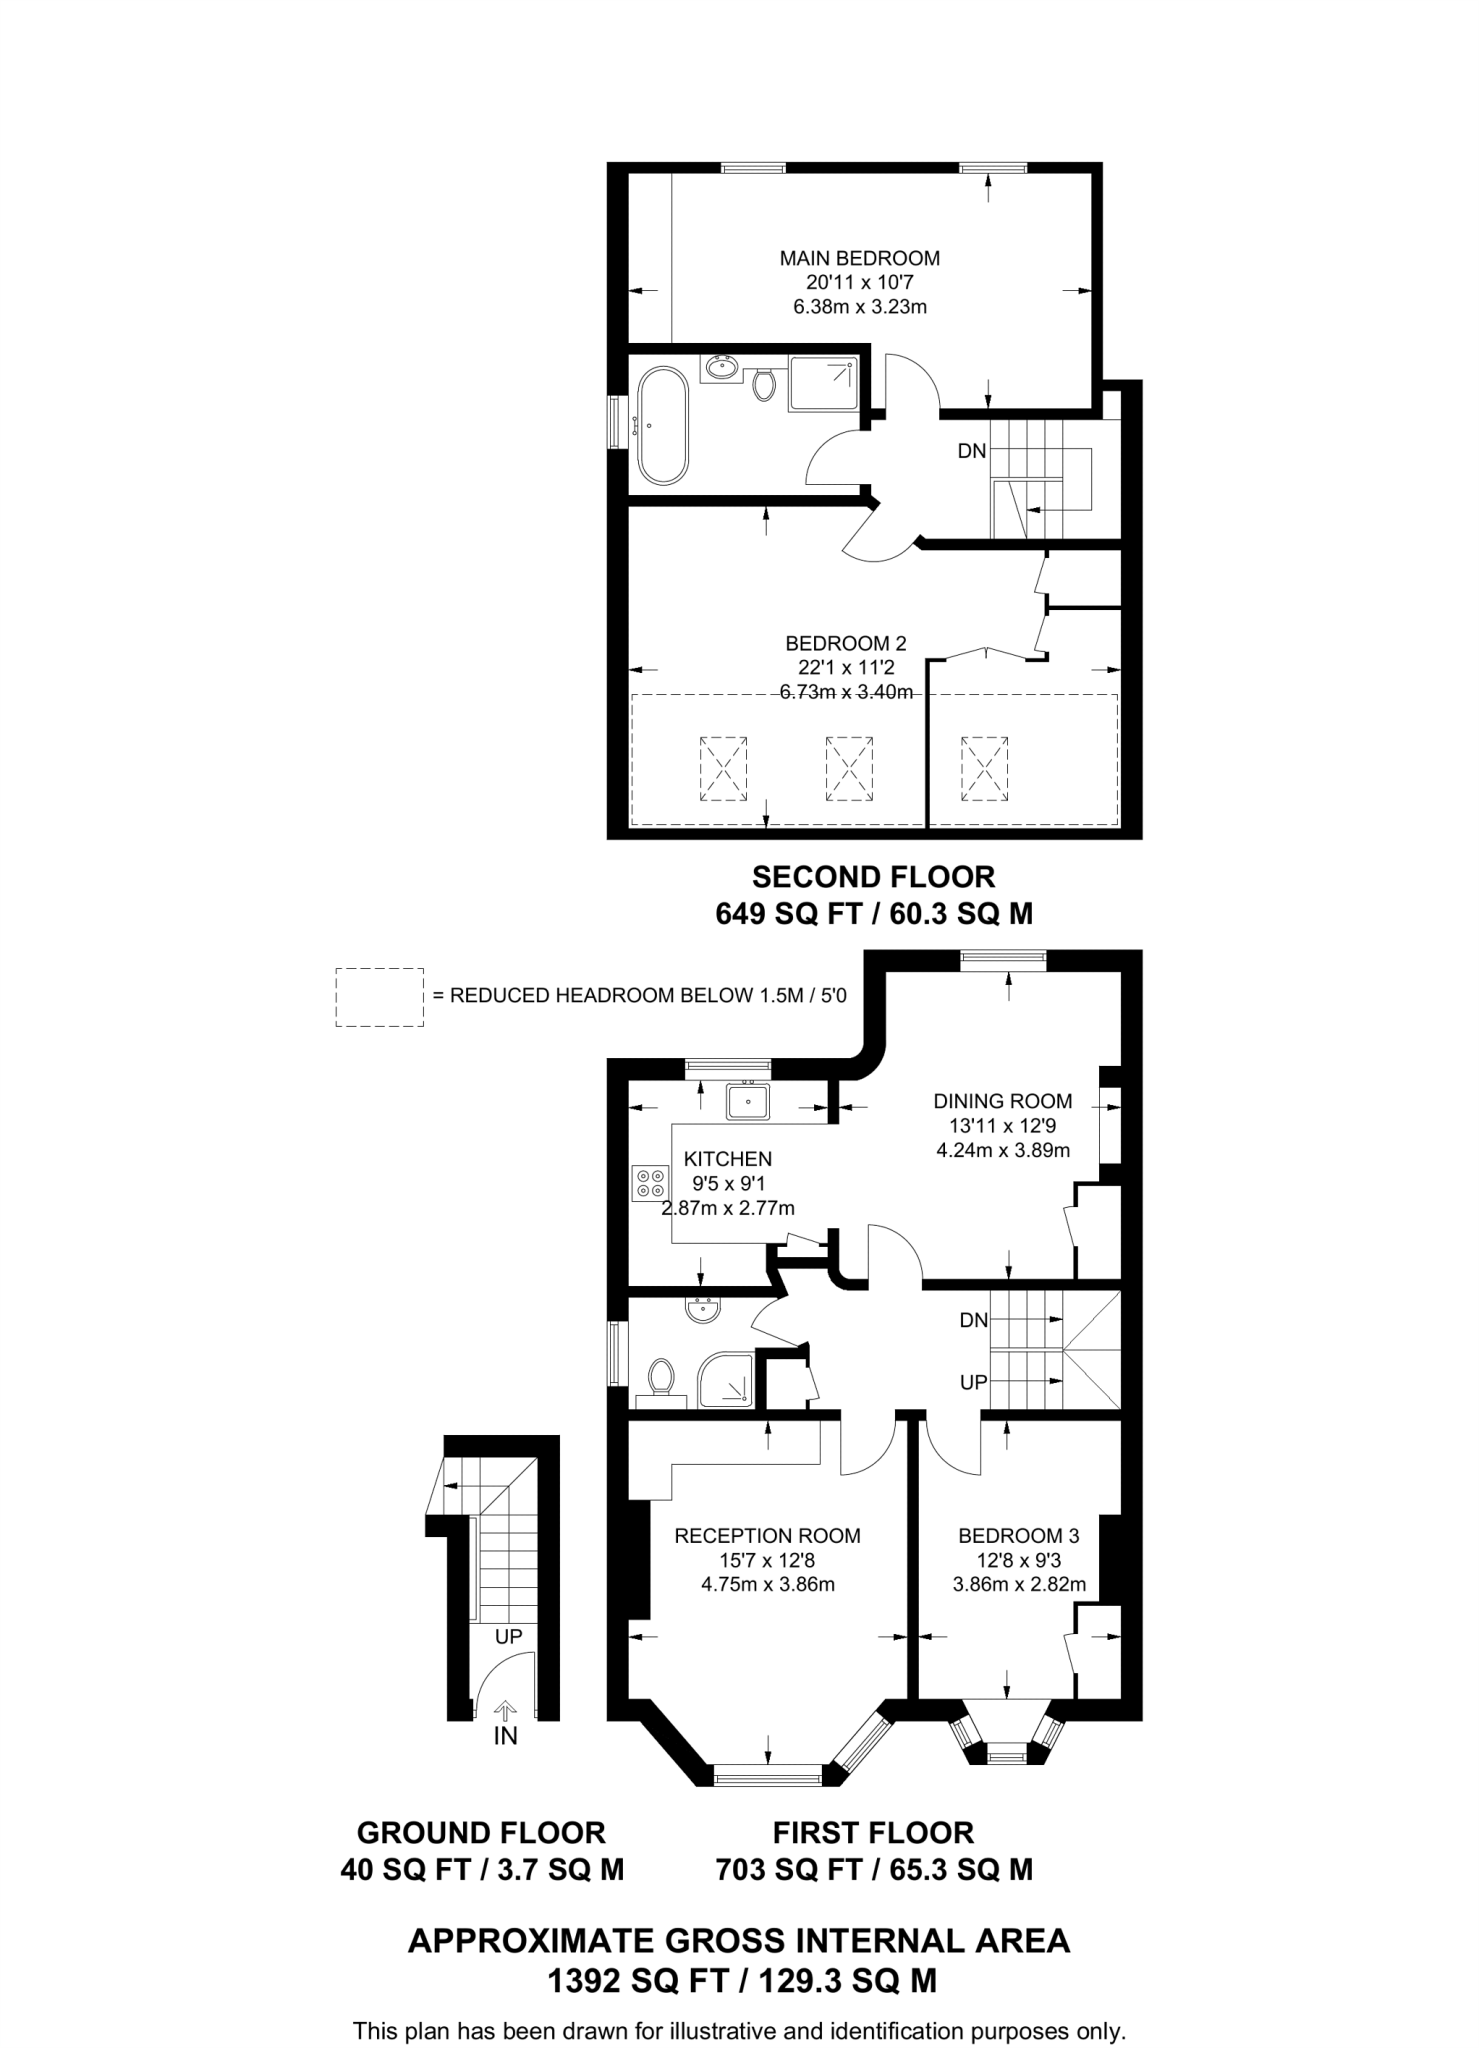 MAIN BEDROOM
20'11 x 10'7
6.38m x 3.23m
DN
BEDROOM 2
22'1 x 11'2
6.73m x 3.40m
SECOND FLOOR
649 SQ FT / 60.3 SQ M
= REDUCED HEADROOM BELOW 1.5M / 5'0
DINING ROOM
13'11 x 12'9
4.24m x 3.89m
KITCHEN
9'5 x 9'1
2.87m x 2.77m
DN
UP
RECEPTION ROOM
15'7 x 12'8
4.75m x 3.86m
BEDROOM 3
12'8 x 9'3
3.86m x 2.82m
UP
IN
GROUND FLOOR
40 SQ FT / 3.7 SQ M
FIRST FLOOR
703 SQ FT / 65.3 SQ M
APPROXIMATE GROSS INTERNAL AREA
1392 SQ FT / 129.3 SQ M
This plan has been drawn for illustrative and identification purposes only.